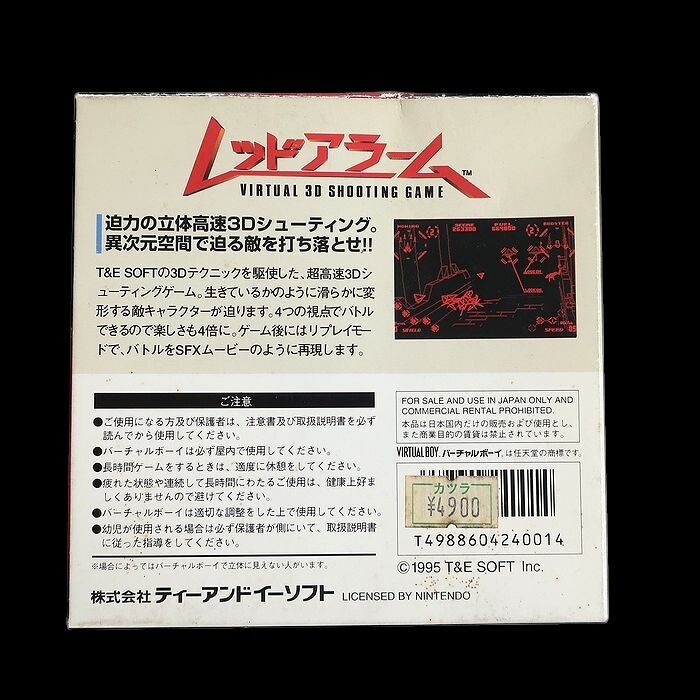 レッドアラーム™
VIRTUAL 3D SHOOTING GAME
迫力の立体高速3Dシューティング。
異次元空間で迫る敵を打ち落とせ!!
T&E SOFTの3Dテクニックを駆使した、超高速3Dシ
ューティングゲーム。生きているかのように滑らかに変
形する敵キャラクターが迫ります。4つの視点でバトル
できるので楽しさも4倍に。ゲーム後にはリプレイモー
ドで、バトルをSFXムービーのように再現します。
SCORE
FUEL
BOOSTER
SHIELD
SPEED
ご注意
●ご使用になる方及び保護者は、注意書及び取扱説明書を必ず
読んでから使用してください。
●バーチャルボーイは必ず屋内で使用してください。
●長時間ゲームをするときは、適度に休憩をしてください。
●疲れた状態や連続して長時間にわたるご使用は、健康上好ま
しくありませんので避けてください。
●バーチャルボーイは適切な調整をした上で使用してください。
●幼児が使用される場合は必ず保護者が側にいて、取扱説明書
に従った指導をしてください。
※場合によってはバーチャルボーイで立体に見えない人がいます。
FOR SALE AND USE IN JAPAN ONLY AND
COMMERCIAL RENTAL PROHIBITED.
本品は日本国内だけの販売および使用とし、
また商業目的の賃貸は禁止されています。
VIRTUAL BOY, バーチャルボーイ, は任天堂の商標です。
カツラ
¥4900
T4988604240014
©1995 T&E SOFT Inc.
株式会社 ティーアンドイーソフト LICENSED BY NINTENDO